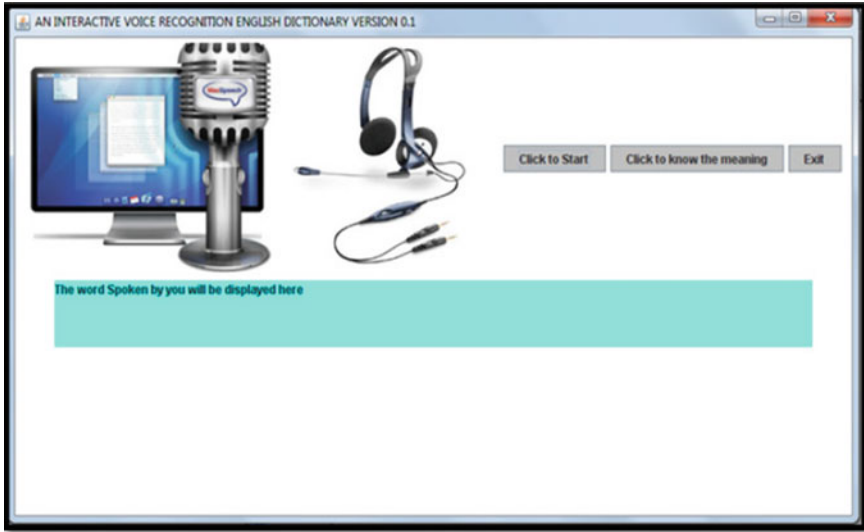 AN INTERACTIVE VOICE RECOGNITION ENGLISH DICTIONARY VERSION 0.1
Click to Start
Click to know the meaning
Exit
The word Spoken by you will be displayed here